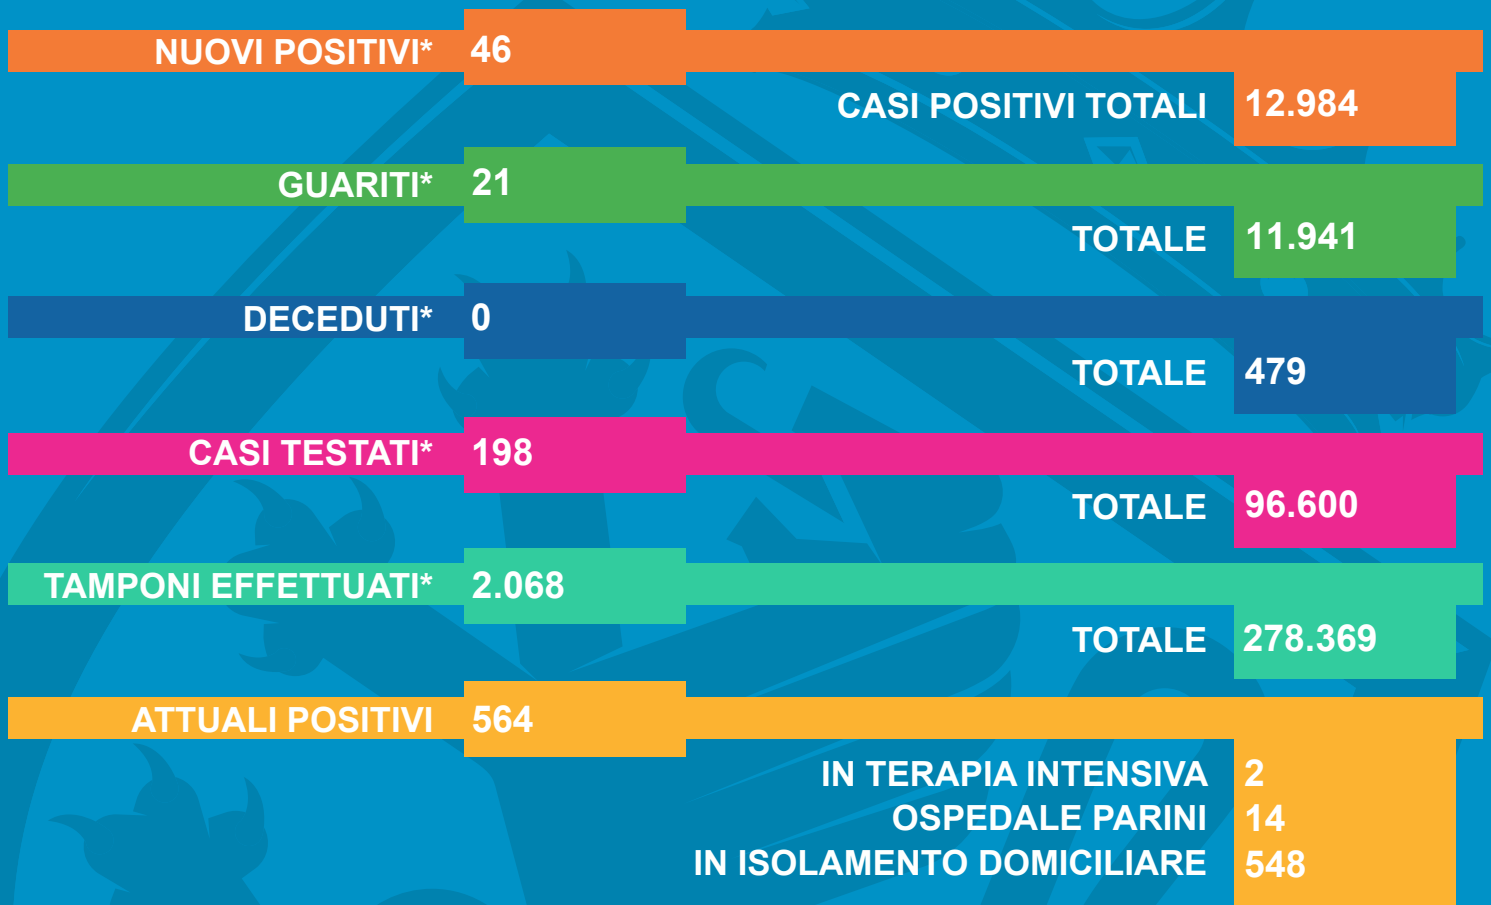 NUOVI POSITIVI* 46
CASI POSITIVI TOTALI 12.984
GUARITI* 21
TOTALE 11.941
DECEDUTI* 0
TOTALE 479
CASI TESTATI* 198
TOTALE 96.600
TAMPONI EFFETTUATI* 2.068
TOTALE 278.369
ATTUALI POSITIVI 564
IN TERAPIA INTENSIVA 2
OSPEDALE PARINI 14
IN ISOLAMENTO DOMICILIARE 548